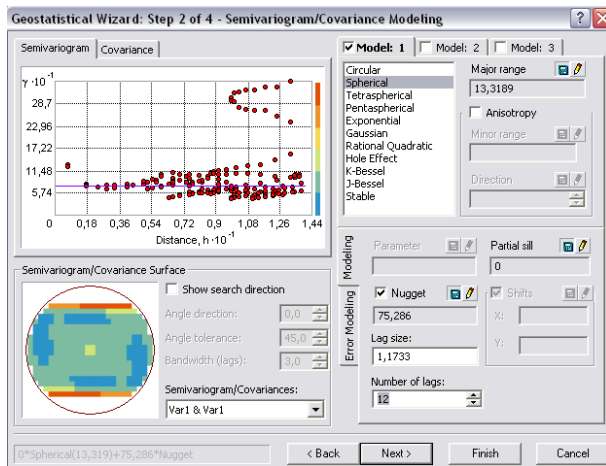 Geostatistical Wizard: Step 2 of 4 - Semivariogram/Covariance Modeling
Semivariogram
Covariance
γ · 10⁻¹
28,7
22,96
17,22
11,48
5,74
0 0,18 0,36 0,54 0,72 0,9 1,08 1,26 1,44
Distance, h · 10⁻¹
Semivariogram/Covariance Surface
Show search direction
Angle direction: 0,0
Angle tolerance: 45,0
Bandwidth (lags): 3,0
Semivariogram/Covariances:
Var1 & Var1
Model: 1
Model: 2
Model: 3
Circular
Spherical
Tetraspherical
Pentaspherical
Exponential
Gaussian
Rational Quadratic
Hole Effect
K-Bessel
J-Bessel
Stable
Major range
13,3189
Anisotropy
Minor range
Direction
Modeling
Error Modeling
Parameter
Partial sill
0
Nugget
75,286
Shifts
X:
Y:
Lag size:
1,1733
Number of lags:
12
0*Spherical(13,319)+75,286*Nugget
< Back
Next >
Finish
Cancel